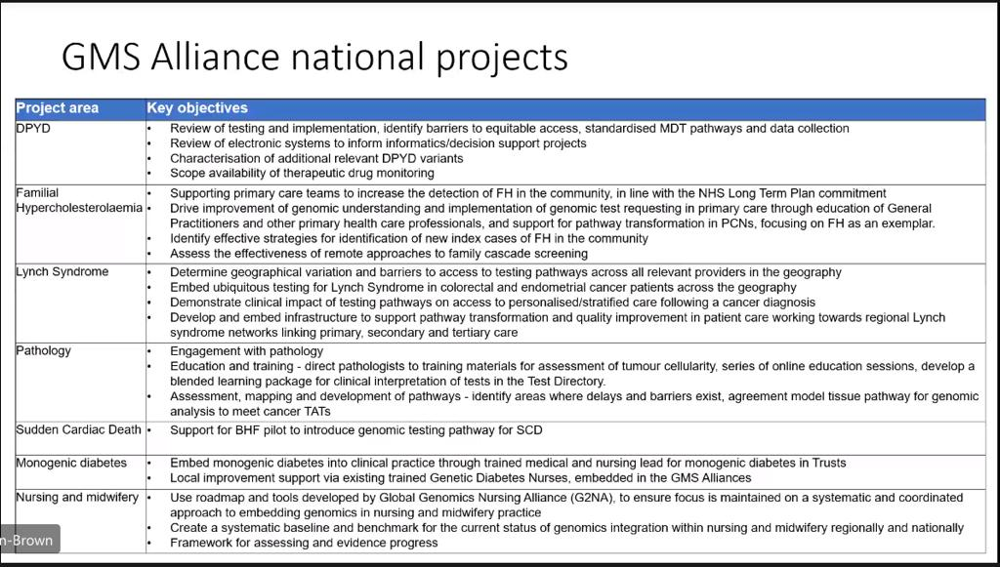 GMS Alliance national projects
Project area Key objectives
DPYD
• Review of testing and implementation, identify barriers to equitable access, standardised MDT pathways and data collection
• Review of electronic systems to inform informatics/decision support projects
• Characterisation of additional relevant DPYD variants
• Scope availability of therapeutic drug monitoring
Familial
Hypercholesterolaemia
• Supporting primary care teams to increase the detection of FH in the community, in line with the NHS Long Term Plan commitment
• Drive improvement of genomic understanding and implementation of genomic test requesting in primary care through education of General
Practitioners and other primary health care professionals, and support for pathway transformation in PCNs, focusing on FH as an exemplar.
• Identify effective strategies for identification of new index cases of FH in the community
• Assess the effectiveness of remote approaches to family cascade screening
Lynch Syndrome
• Determine geographical variation and barriers to access to testing pathways across all relevant providers in the geography
• Embed ubiquitous testing for Lynch Syndrome in colorectal and endometrial cancer patients across the geography
• Demonstrate clinical impact of testing pathways on access to personalised/stratified care following a cancer diagnosis
• Develop and embed infrastructure to support pathway transformation and quality improvement in patient care working towards regional Lynch
syndrome networks linking primary, secondary and tertiary care
Pathology
• Engagement with pathology
• Education and training - direct pathologists to training materials for assessment of tumour cellularity, series of online education sessions, develop a
blended learning package for clinical interpretation of tests in the Test Directory.
• Assessment, mapping and development of pathways - identify areas where delays and barriers exist, agreement model tissue pathway for genomic
analysis to meet cancer TATs
Sudden Cardiac Death
• Support for BHF pilot to introduce genomic testing pathway for SCD
Monogenic diabetes
• Embed monogenic diabetes into clinical practice through trained medical and nursing lead for monogenic diabetes in Trusts
• Local improvement support via existing trained Genetic Diabetes Nurses, embedded in the GMS Alliances
Nursing and midwifery
• Use roadmap and tools developed by Global Genomics Nursing Alliance (G2NA), to ensure focus is maintained on a systematic and coordinated
approach to embedding genomics in nursing and midwifery practice
• Create a systematic baseline and benchmark for the current status of genomics integration within nursing and midwifery regionally and nationally
• Framework for assessing and evidence progress
n-Brown